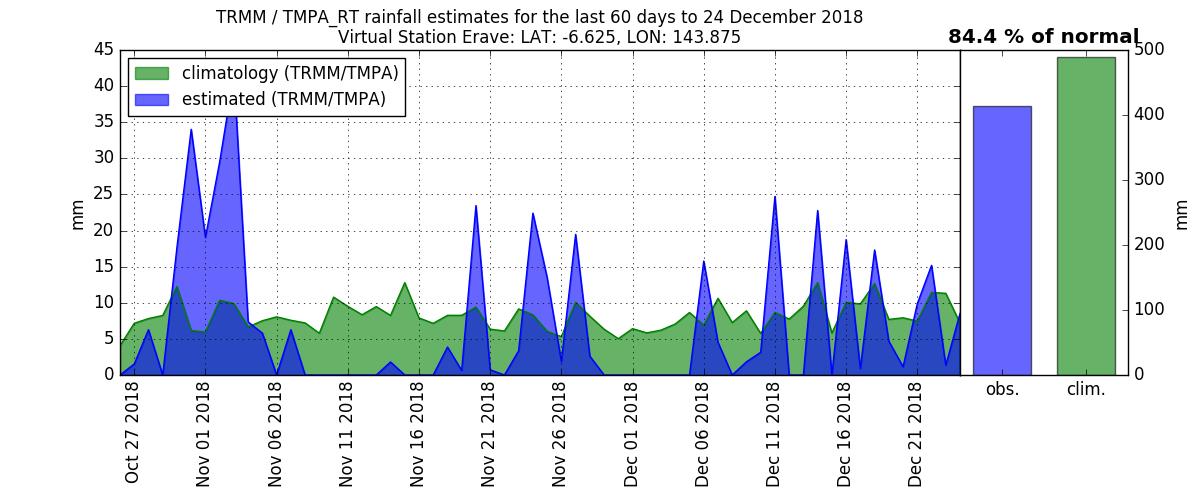 TRMM / TMPA_RT rainfall estimates for the last 60 days to 24 December 2018
Virtual Station Erave: LAT: -6.625, LON: 143.875
84.4 % of normal
climatology (TRMM/TMPA)
estimated (TRMM/TMPA)
45
40
35
30
25
20
15
10
5
0
mm
Oct 27 2018
Nov 01 2018
Nov 06 2018
Nov 11 2018
Nov 16 2018
Nov 21 2018
Nov 26 2018
Dec 01 2018
Dec 06 2018
Dec 11 2018
Dec 16 2018
Dec 21 2018
obs.
clim.
500
400
300
200
100
0
mm